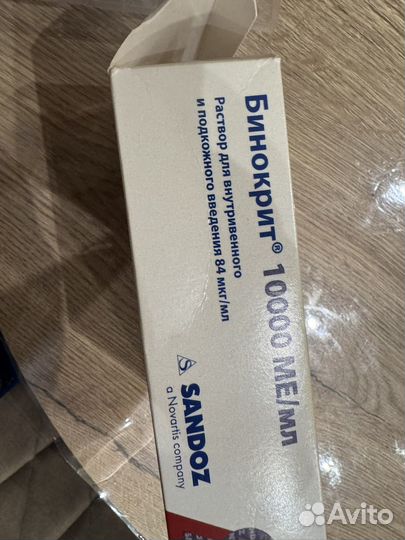 Бинокрит® 10000 МЕ/мл
Раствор для внутривенного
и подкожного введения 84 мкг/мл
S SANDOZ
a Novartis company
Avito